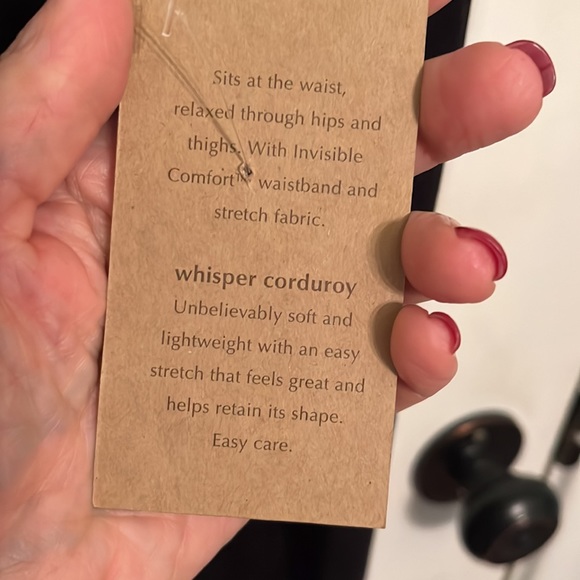 Sits at the waist,
relaxed through hips and
thighs. With Invisible
Comfort™ waistband and
stretch fabric.
whisper corduroy
Unbelievably soft and
lightweight with an easy
stretch that feels great and
helps retain its shape.
Easy care.